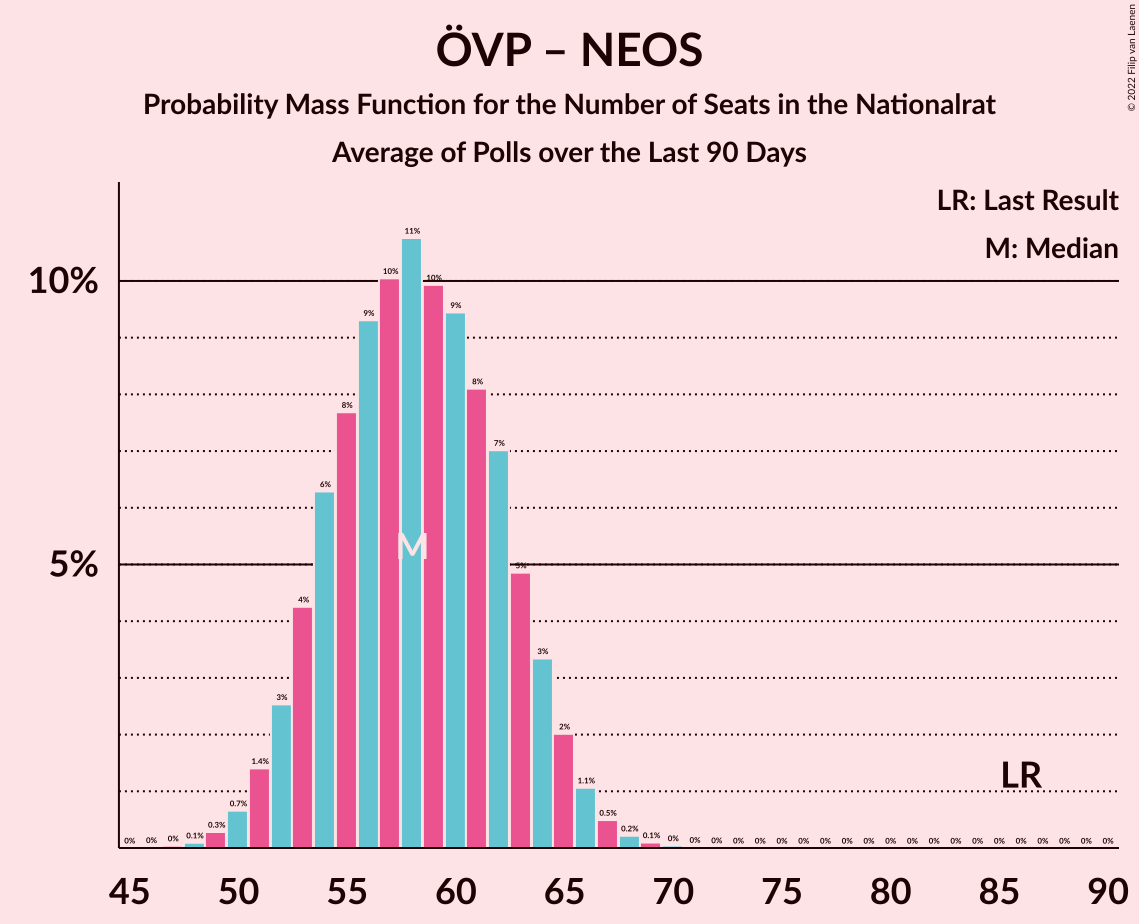 ÖVP – NEOS
Probability Mass Function for the Number of Seats in the Nationalrat
Average of Polls over the Last 90 Days
© 2022 Filip van Laenen
LR: Last Result
M: Median
10%
5%
0% 0% 0% 0.1% 0.3% 0.7% 1.4% 3% 4% 6% 8% 9% 10% 11% 10% 9% 8% 7% 5% 3% 2% 1.1% 0.5% 0.2% 0.1% 0% 0% 0% 0% 0% 0% 0% 0% 0% 0% 0% 0% 0% 0% 0% 0% 0% 0% 0% 0% 0%
M
LR
45 50 55 60 65 70 75 80 85 90